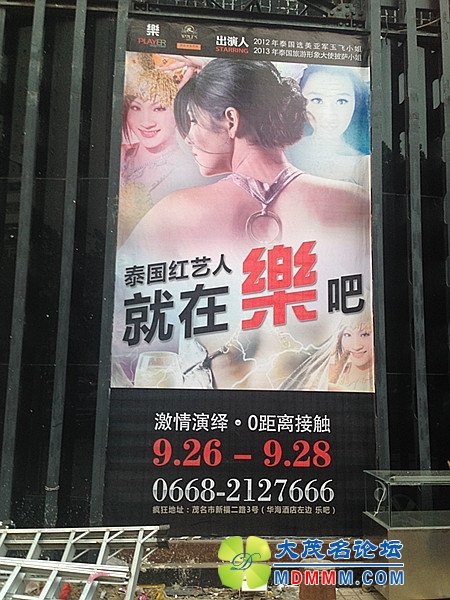 樂
PLAYER
出演人
STARRING
2012年泰国选美亚军玉飞小姐
2013年泰国旅游形象大使披萨小姐
泰国红艺人
就在樂吧
激情演绎•0距离接触
9.26-9.28
0668-2127666
疯狂地址:茂名市新福二路3号(华海酒店左边 乐吧)
大茂名论坛
MDMMM.COM